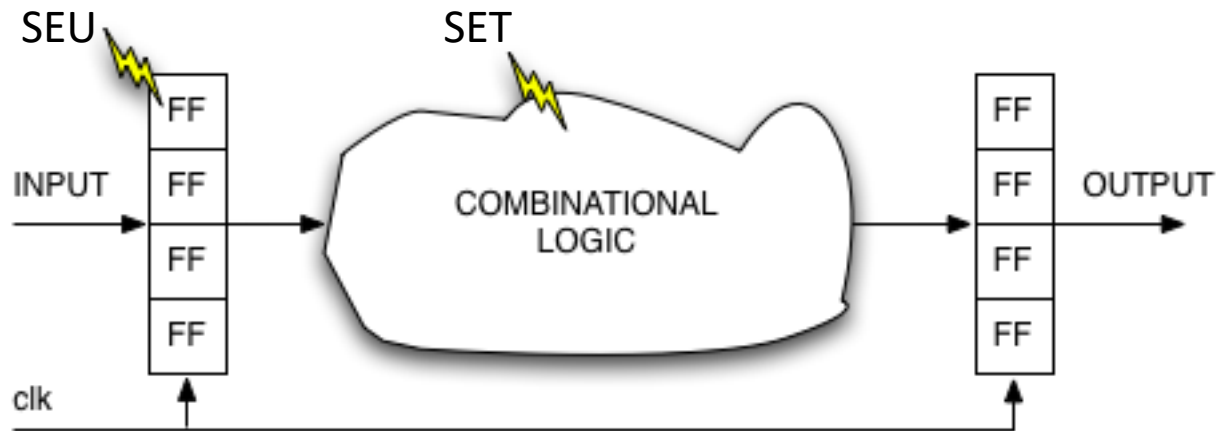 SEU
SET
FF
FF
FF
FF
INPUT
COMBINATIONAL
LOGIC
FF
FF
FF
FF
OUTPUT
clk